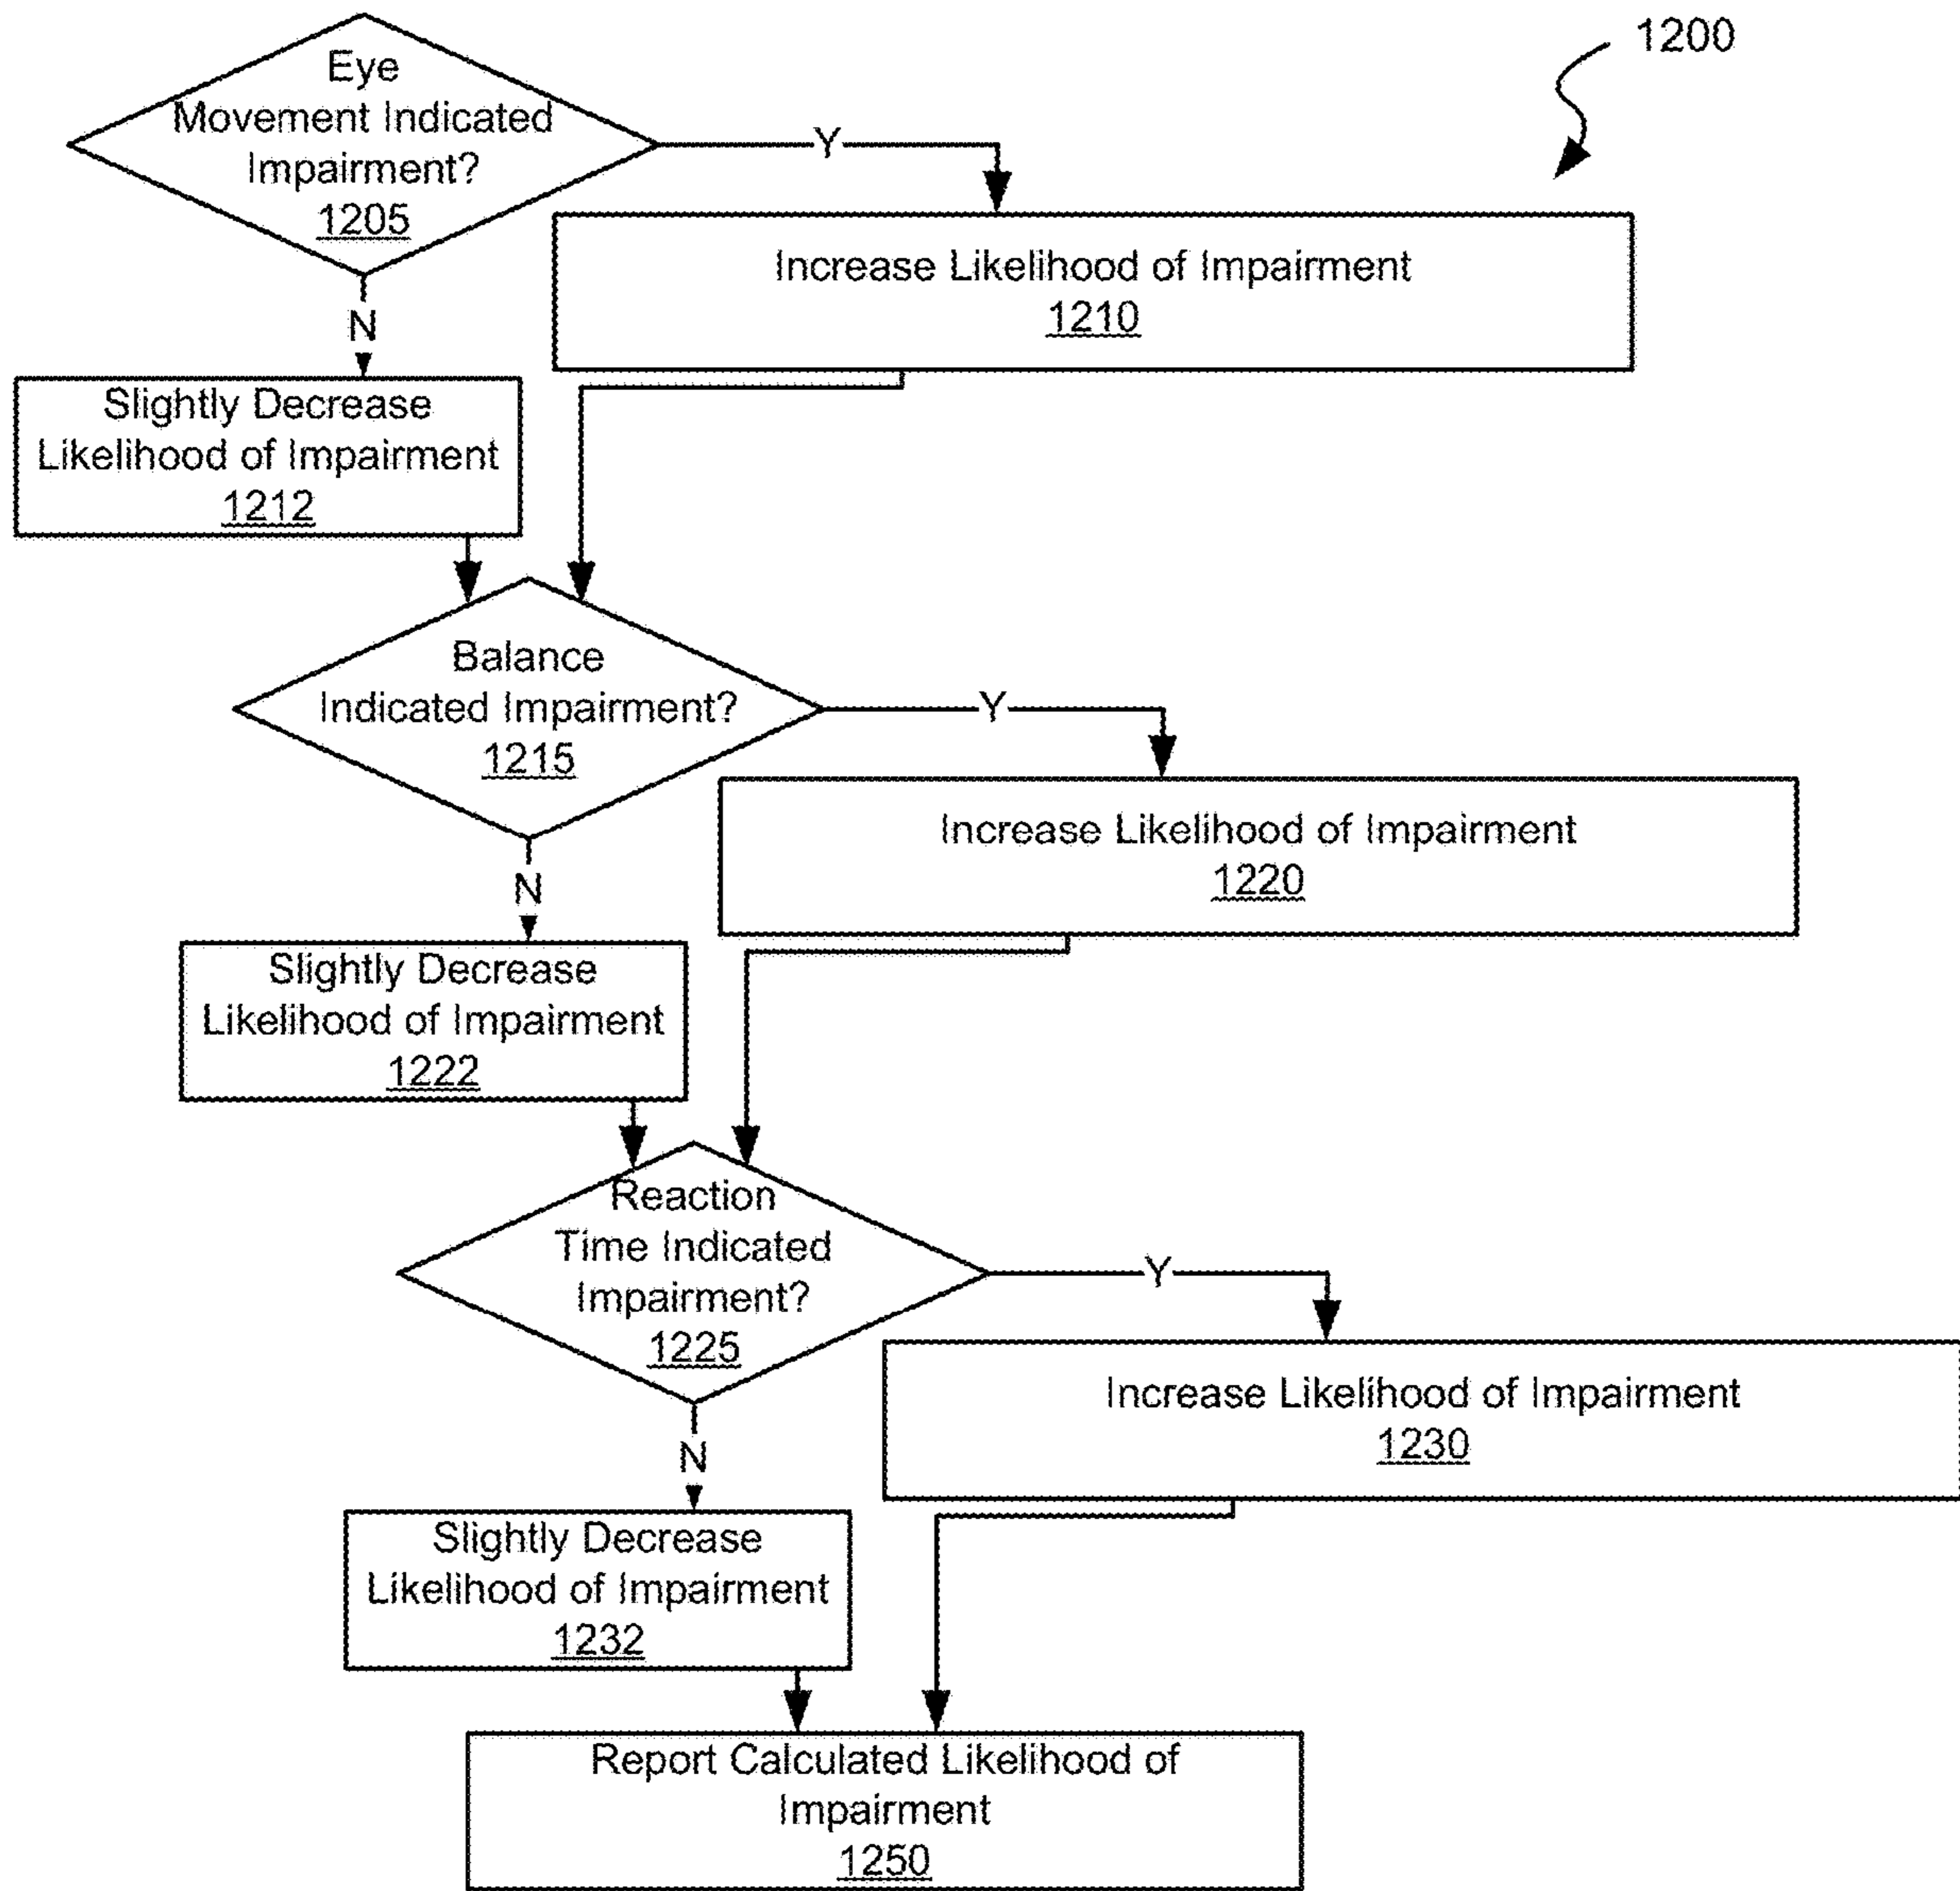 1200
Eye
Movement Indicated
Impairment?
1205
Y
Increase Likelihood of Impairment
1210
N
Slightly Decrease
Likelihood of Impairment
1212
Balance
Indicated Impairment?
1215
Y
Increase Likelihood of Impairment
1220
N
Slightly Decrease
Likelihood of Impairment
1222
Reaction
Time Indicated
Impairment?
1225
Y
Increase Likelihood of Impairment
1230
N
Slightly Decrease
Likelihood of Impairment
1232
Report Calculated Likelihood of
Impairment
1250